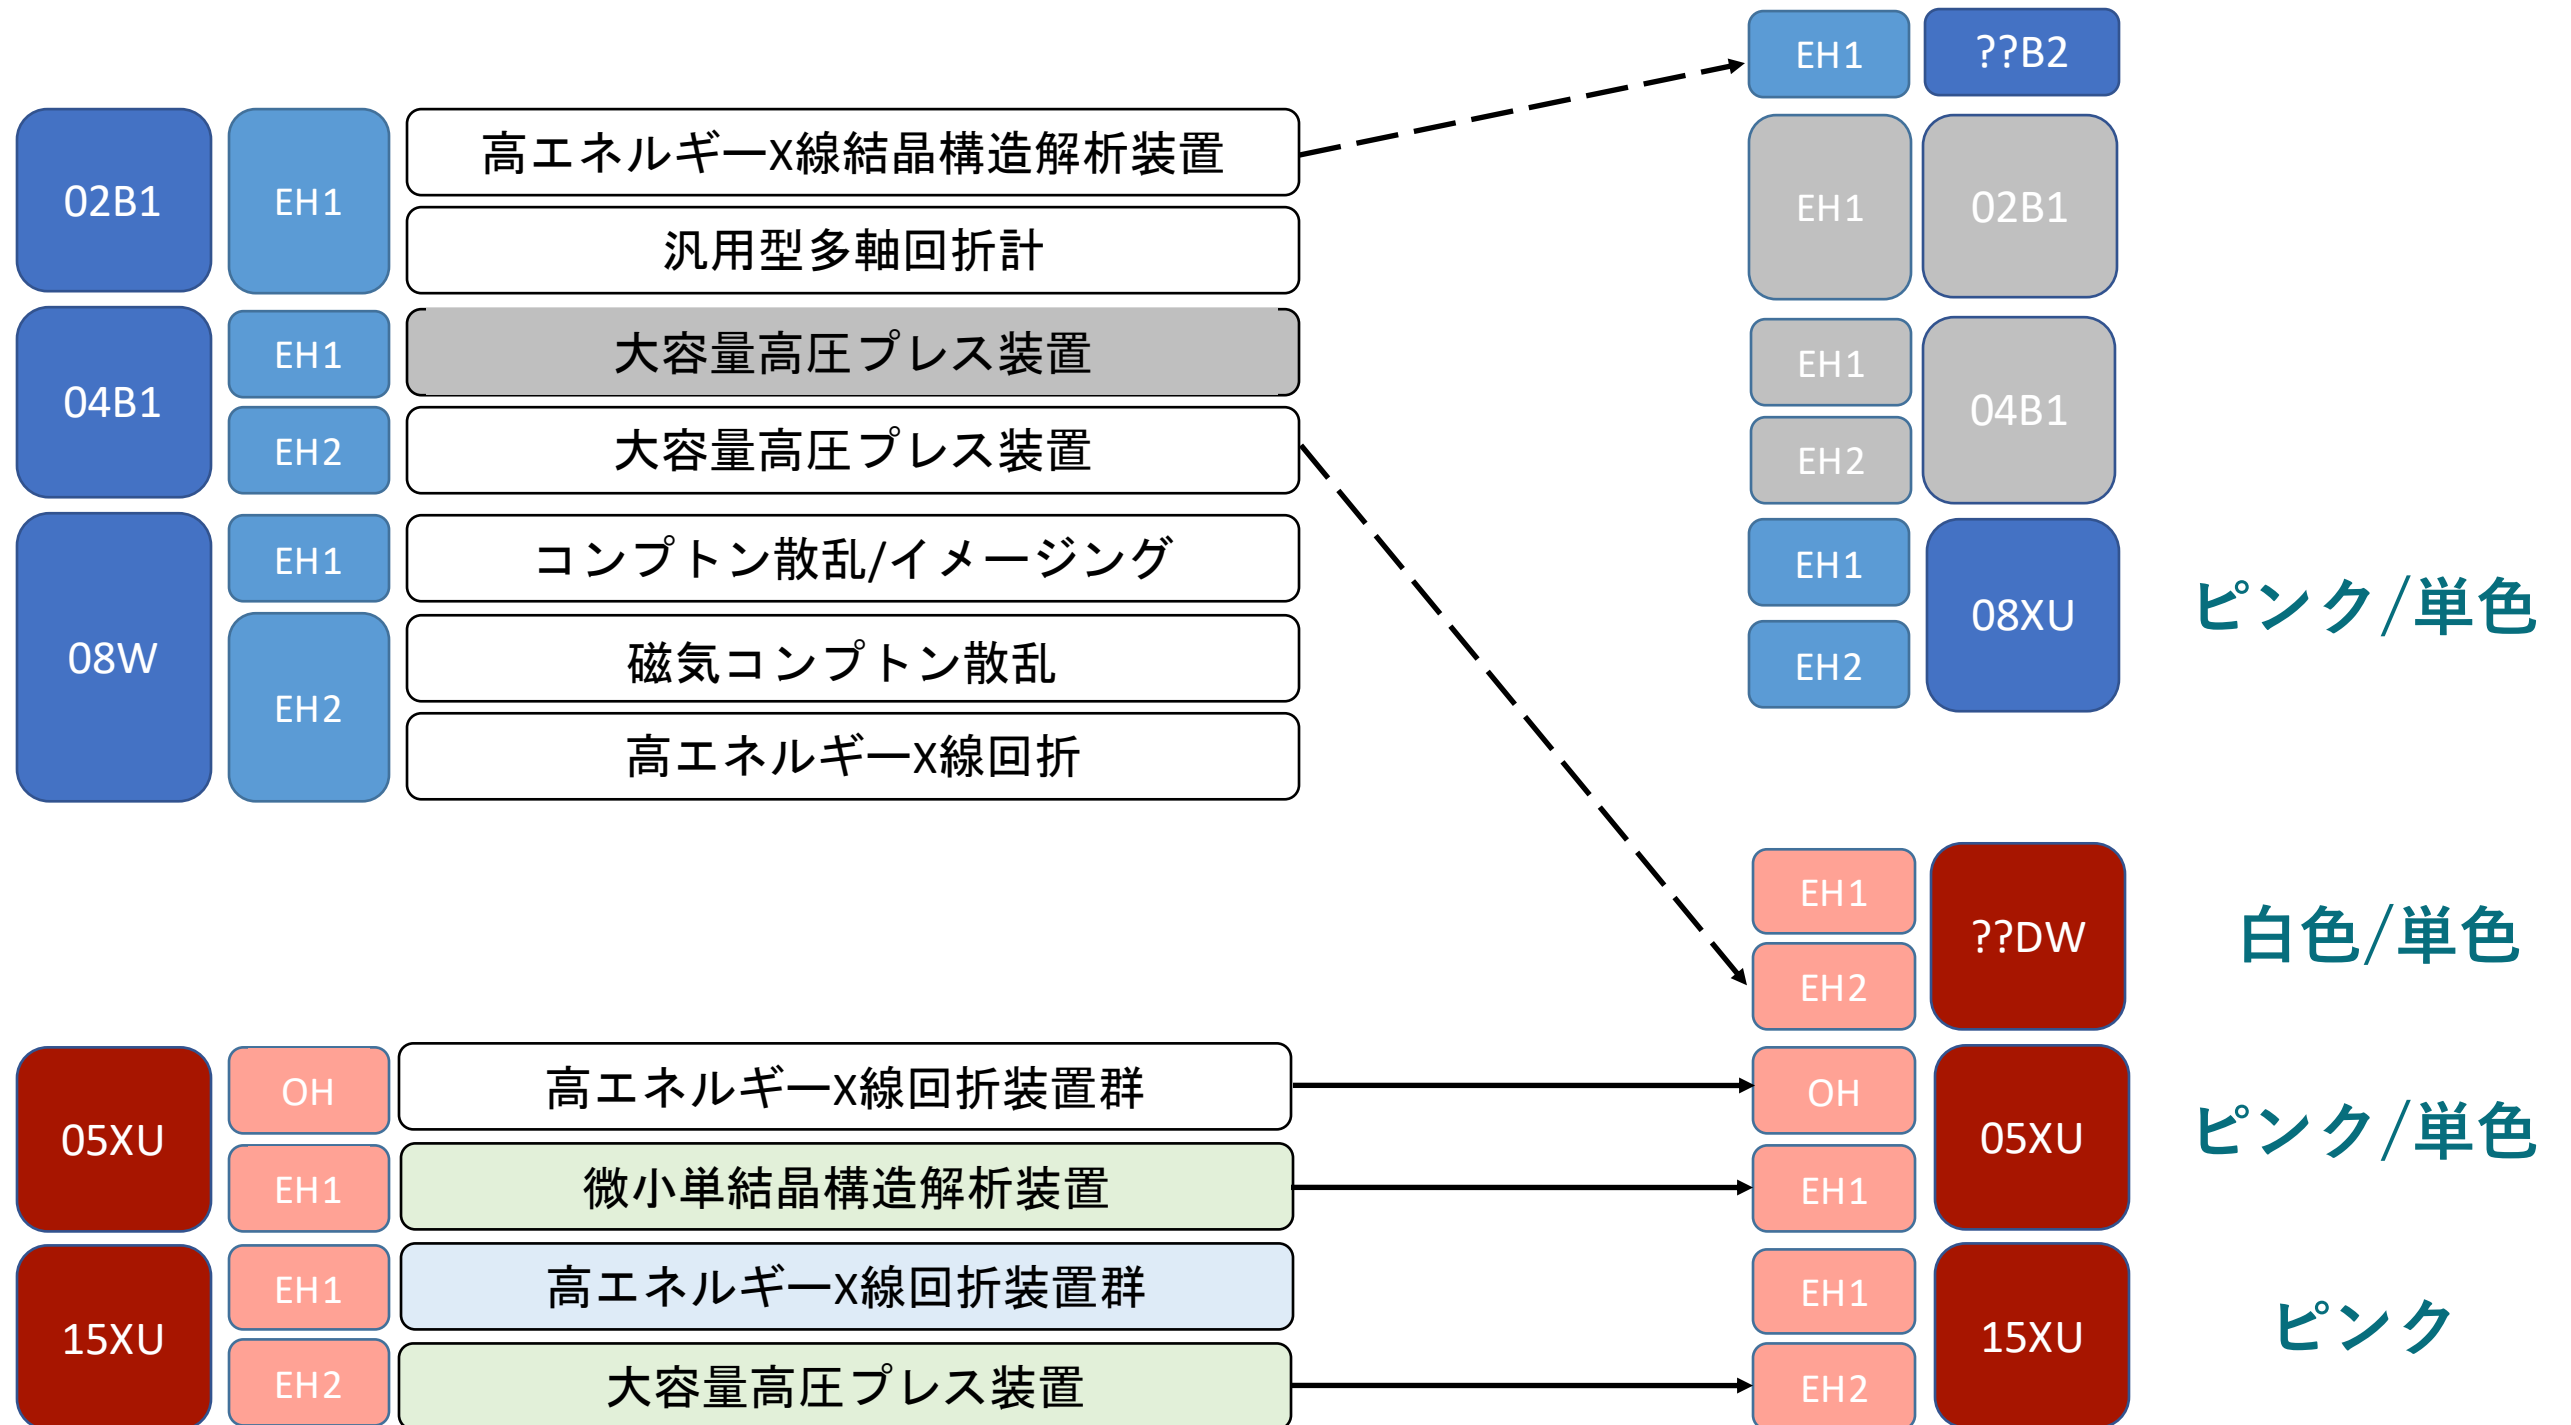 EH1
??B2
02B1
EH1
高エネルギーX線結晶構造解析装置
汎用型多軸回折計
EH1
02B1
04B1
EH1
大容量高圧プレス装置
EH2
大容量高圧プレス装置
EH1
EH2
04B1
08W
EH1
コンプトン散乱/イメージング
EH2
磁気コンプトン散乱
高エネルギーX線回折
EH1
EH2
08XU
ピンク/単色
EH1
EH2
??DW
白色/単色
05XU
OH
高エネルギーX線回折装置群
EH1
微小単結晶構造解析装置
OH
EH1
05XU
ピンク/単色
15XU
EH1
高エネルギーX線回折装置群
EH2
大容量高圧プレス装置
EH1
EH2
15XU
ピンク